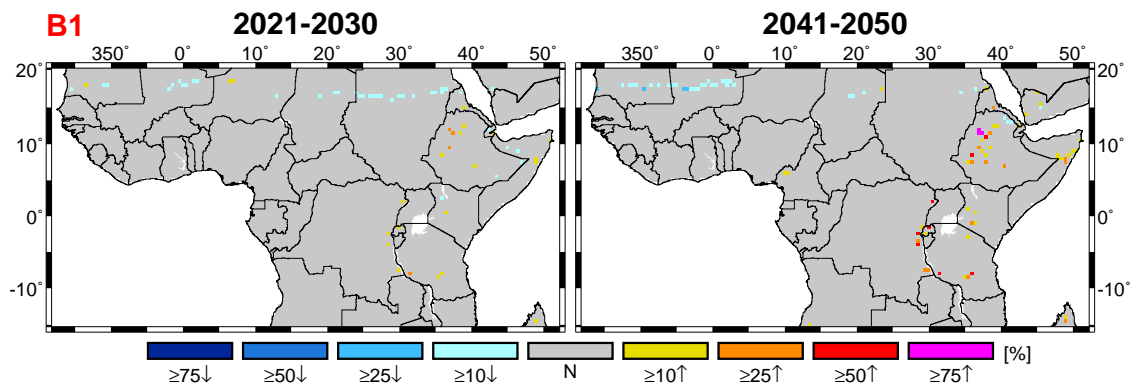 B1 2021-2030 2041-2050
350˚ 0˚ 10˚ 20˚ 30˚ 40˚ 50˚ 350˚ 0˚ 10˚ 20˚ 30˚ 40˚ 50˚
20˚ 20˚
10˚ 10˚
0˚ 0˚
-10˚ -10˚
[%]
≥75↓ ≥50↓ ≥25↓ ≥10↓ N ≥10↑ ≥25↑ ≥50↑ ≥75↑